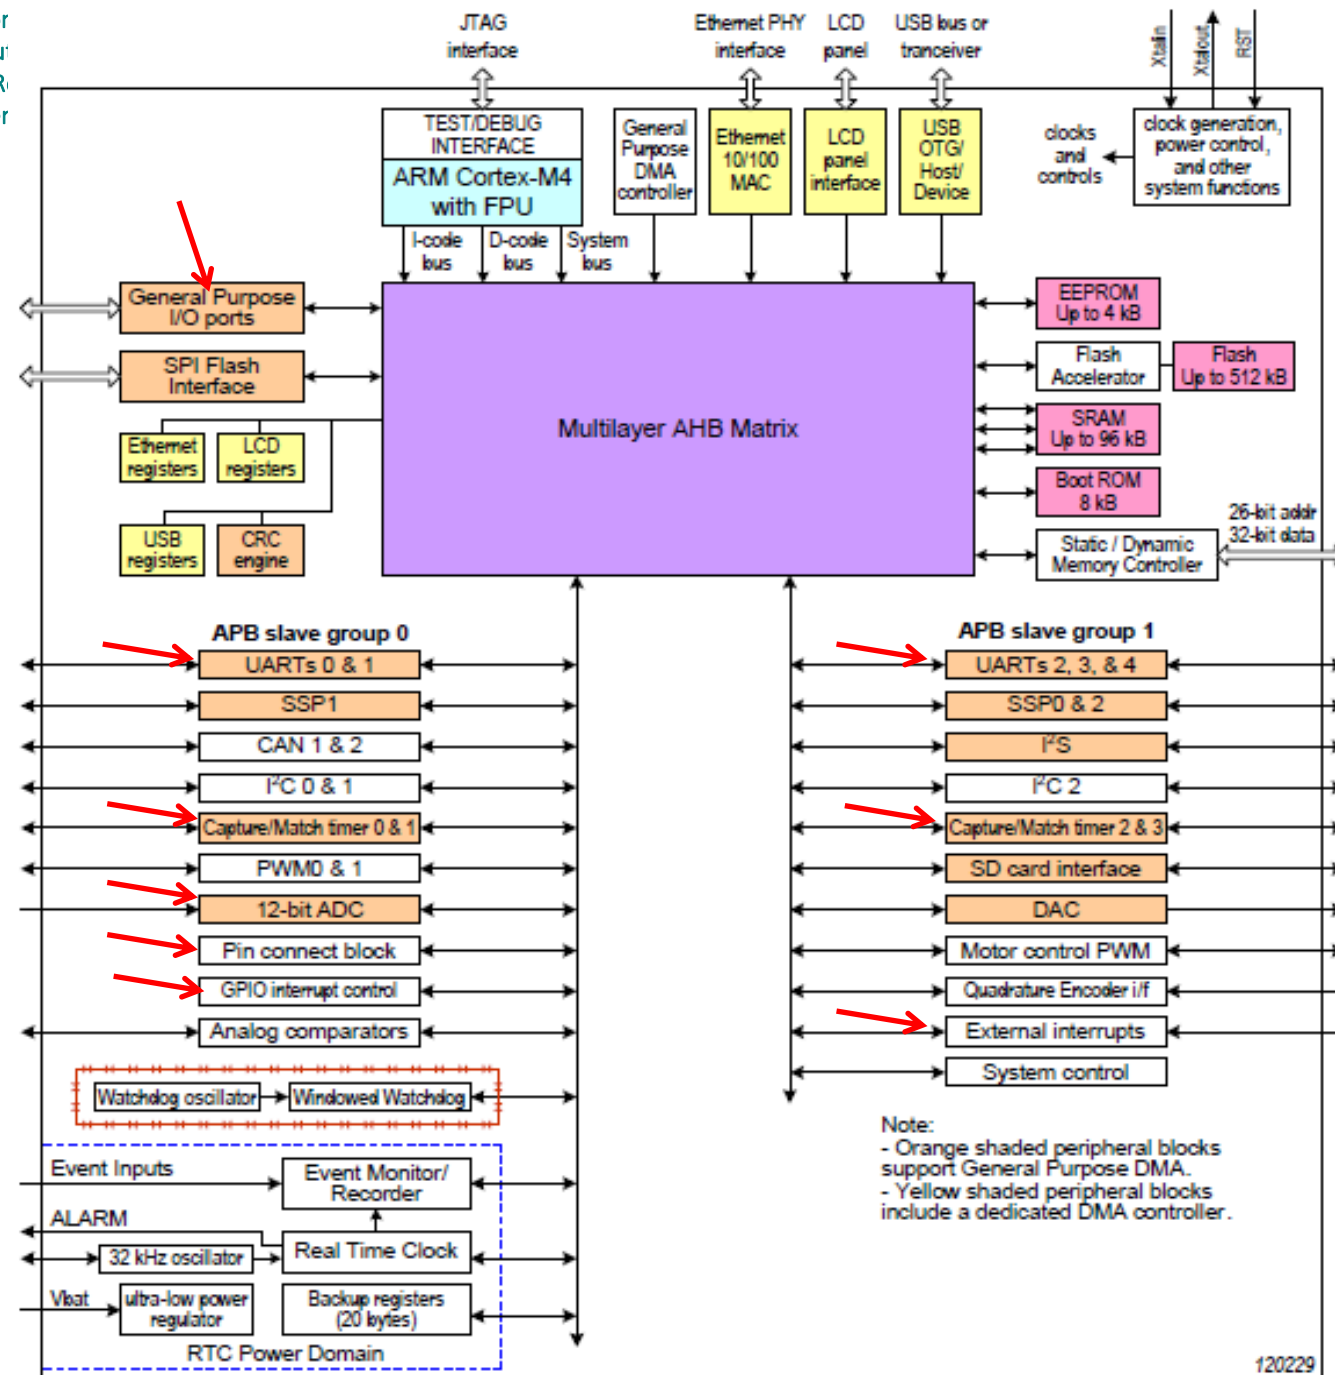 JTAG
interface
Ethernet PHY
interface
LCD
panel
USB bus or
tranceiver
Xtalin
Xtalout
RST
TEST/DEBUG
INTERFACE
ARM Cortex-M4
with FPU
General
Purpose
DMA
controller
Ethernet
10/100
MAC
LCD
panel
interface
USB
OTG/
Host/
Device
clocks
and
controls
clock generation,
power control,
and other
system functions
I-code
bus
D-code
bus
System
bus
General Purpose
I/O ports
SPI Flash
Interface
Ethernet
registers
LCD
registers
USB
registers
CRC
engine
Multilayer AHB Matrix
EEPROM
Up to 4 kB
Flash
Accelerator
Flash
Up to 512 kB
SRAM
Up to 96 kB
Boot ROM
8 kB
Static / Dynamic
Memory Controller
26-bit addr
32-bit data
APB slave group 0
UARTs 0 & 1
SSP1
CAN 1 & 2
I²C 0 & 1
Capture/Match timer 0 & 1
PWM0 & 1
12-bit ADC
Pin connect block
GPIO interrupt control
Analog comparators
Watchdog oscillator
Windowed Watchdog
Event Inputs
Event Monitor/
Recorder
ALARM
32 kHz oscillator
Real Time Clock
Vbat
ultra-low power
regulator
Backup registers
(20 bytes)
RTC Power Domain
APB slave group 1
UARTs 2, 3, & 4
SSP0 & 2
I²S
I²C 2
Capture/Match timer 2 & 3
SD card interface
DAC
Motor control PWM
Quadrature Encoder i/f
External interrupts
System control
Note:
- Orange shaded peripheral blocks
support General Purpose DMA.
- Yellow shaded peripheral blocks
include a dedicated DMA controller.
120229